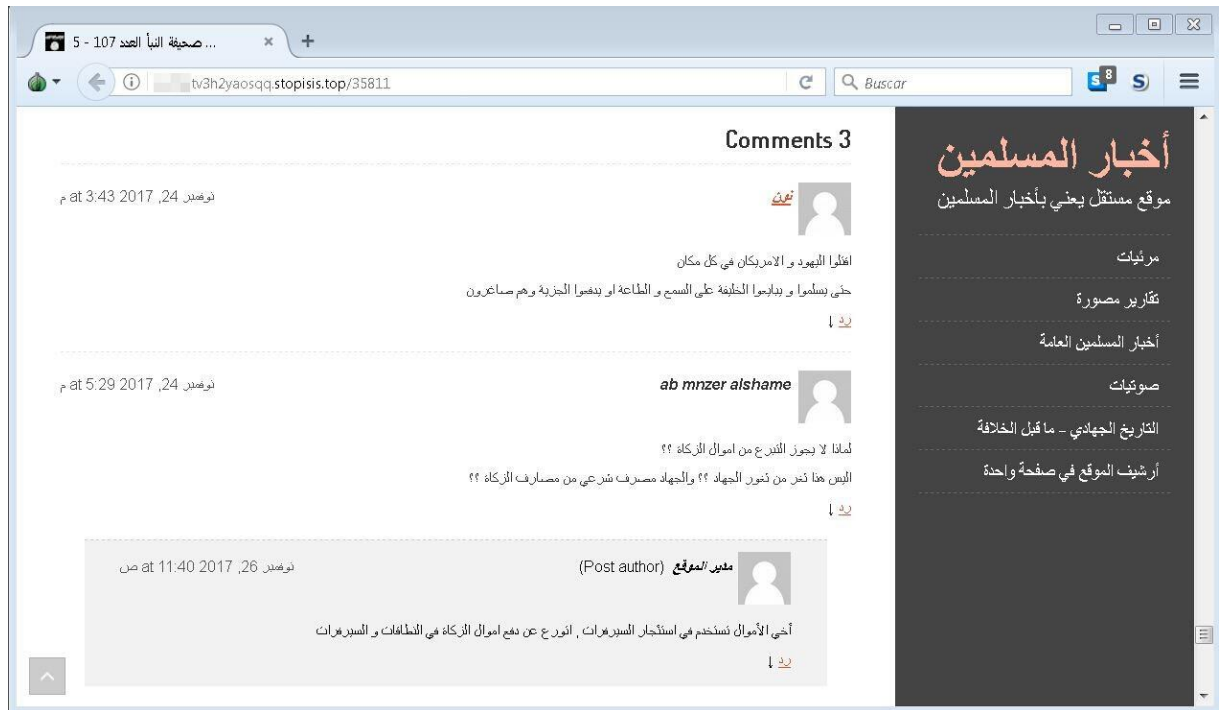 صحيفة النبأ العدد 107 - 5 ...
tv3h2yaosqq.stopisis.top/35811
Buscar
8
Comments 3
نون
نوفمبر 24, 2017 at 3:43 م
اقتلوا اليهود و الامريكان في كل مكان
حتى يسلموا و يبايعوا الخليفة على السمع و الطاعة او يدفعوا الجزية وهم صاغرون
رد ↓
ab mnzer alshame
نوفمبر 24, 2017 at 5:29 م
لماذا لا يجوز التبرع من اموال الزكاة ؟؟
اليس هذا ثغر من ثغور الجهاد ؟؟ والجهاد مصرف شرعي من مصارف الزكاة ؟؟
رد ↓
مدير الموقع (Post author)
نوفمبر 26, 2017 at 11:40 ص
أخي الأموال تستخدم في استئجار السيرفرات , اتورع عن دفع اموال الزكاة في النطاقات و السيرفرات
رد ↓
أخبار المسلمين
موقع مستقل يعني بأخبار المسلمين
مرئيات
تقارير مصورة
أخبار المسلمين العامة
صوتيات
التاريخ الجهادي – ما قبل الخلافة
أرشيف الموقع في صفحة واحدة